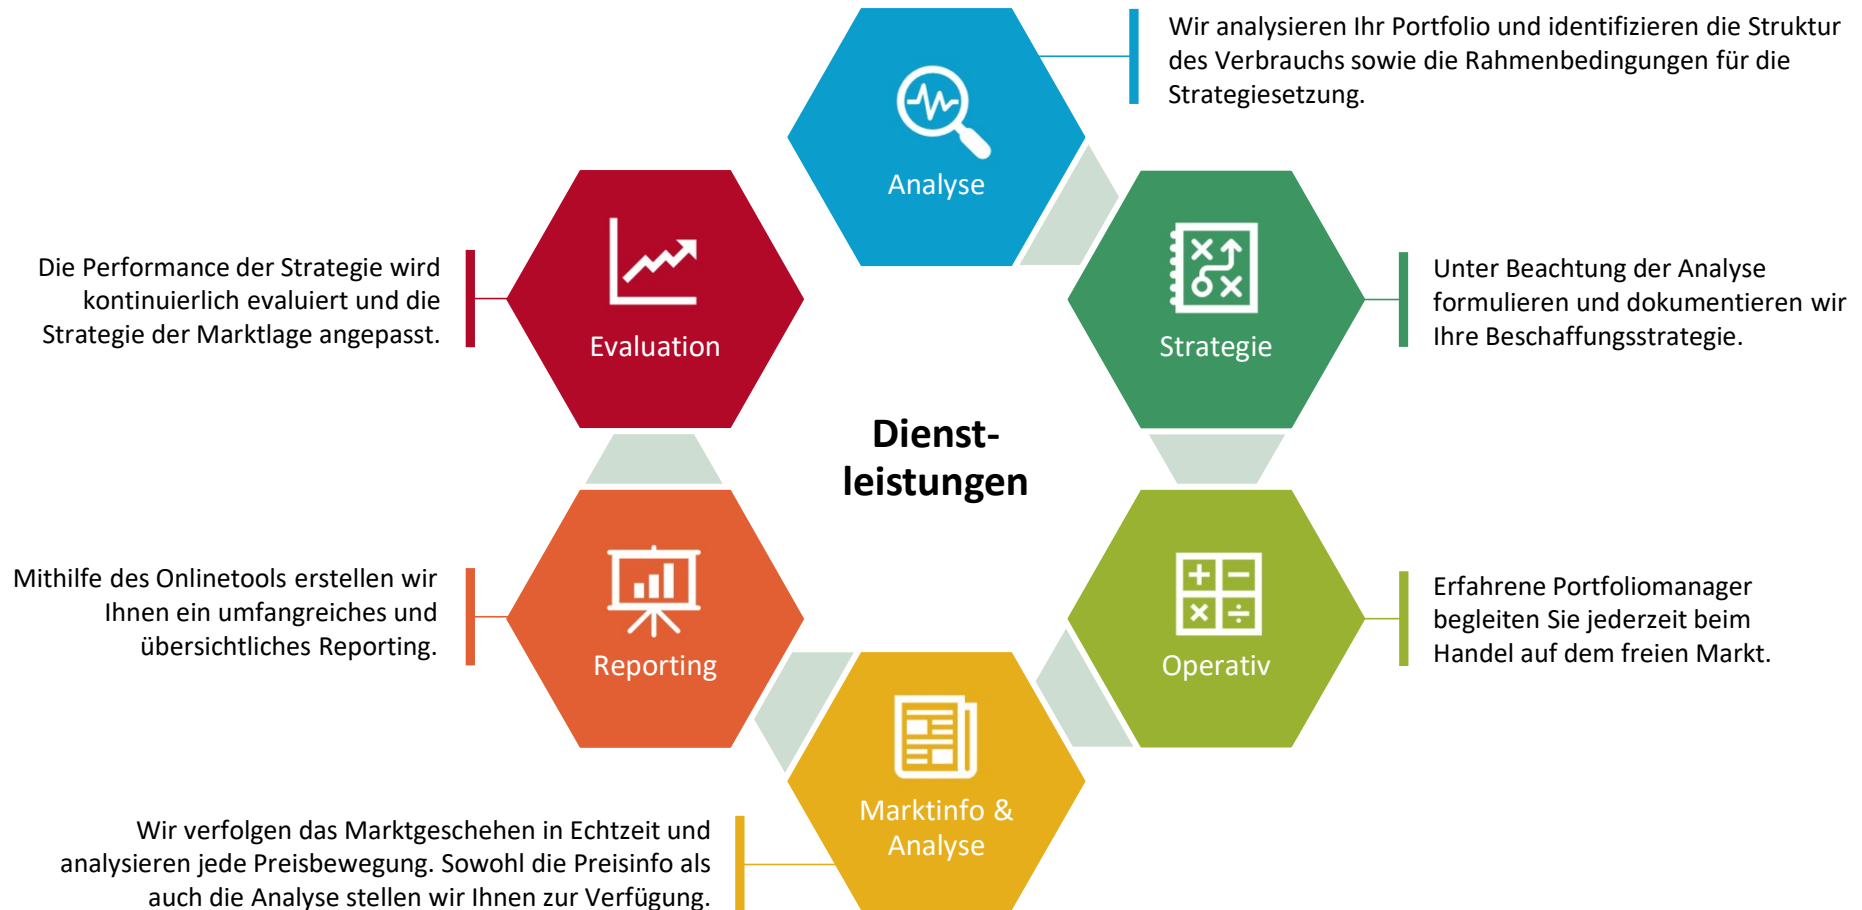 Wir analysieren Ihr Portfolio und identifizieren die Struktur
des Verbrauchs sowie die Rahmenbedingungen für die
Strategiesetzung.
Analyse
Strategie
Unter Beachtung der Analyse
formulieren und dokumentieren wir
Ihre Beschaffungsstrategie.
Operativ
Erfahrene Portfoliomanager
begleiten Sie jederzeit beim
Handel auf dem freien Markt.
Marktinfo &
Analyse
Wir verfolgen das Marktgeschehen in Echtzeit und
analysieren jede Preisbewegung. Sowohl die Preisinfo als
auch die Analyse stellen wir Ihnen zur Verfügung.
Reporting
Mithilfe des Onlinetools erstellen wir
Ihnen ein umfangreiches und
übersichtliches Reporting.
Evaluation
Die Performance der Strategie wird
kontinuierlich evaluiert und die
Strategie der Marktlage angepasst.
Dienst-
leistungen